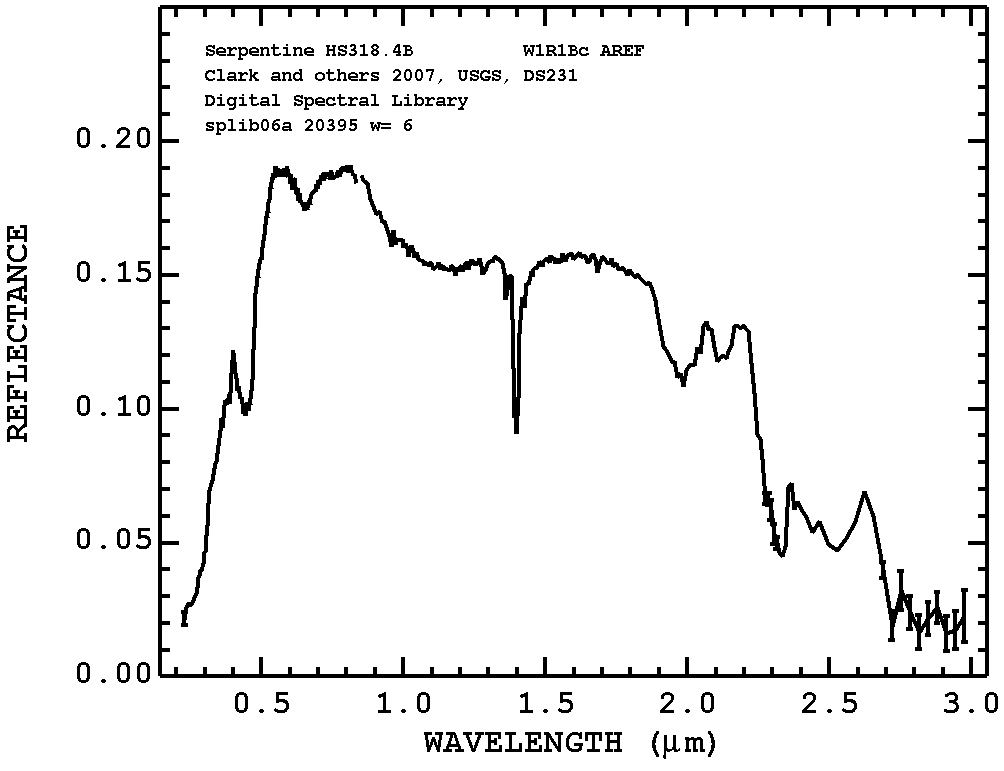 Serpentine HS318.4B W1R1Bc AREF
Clark and others 2007, USGS, DS231
Digital Spectral Library
splib06a 20395 w= 6
0.20
0.15
0.10
0.05
0.00
REFLECTANCE
0.5 1.0 1.5 2.0 2.5 3.0
WAVELENGTH (μm)